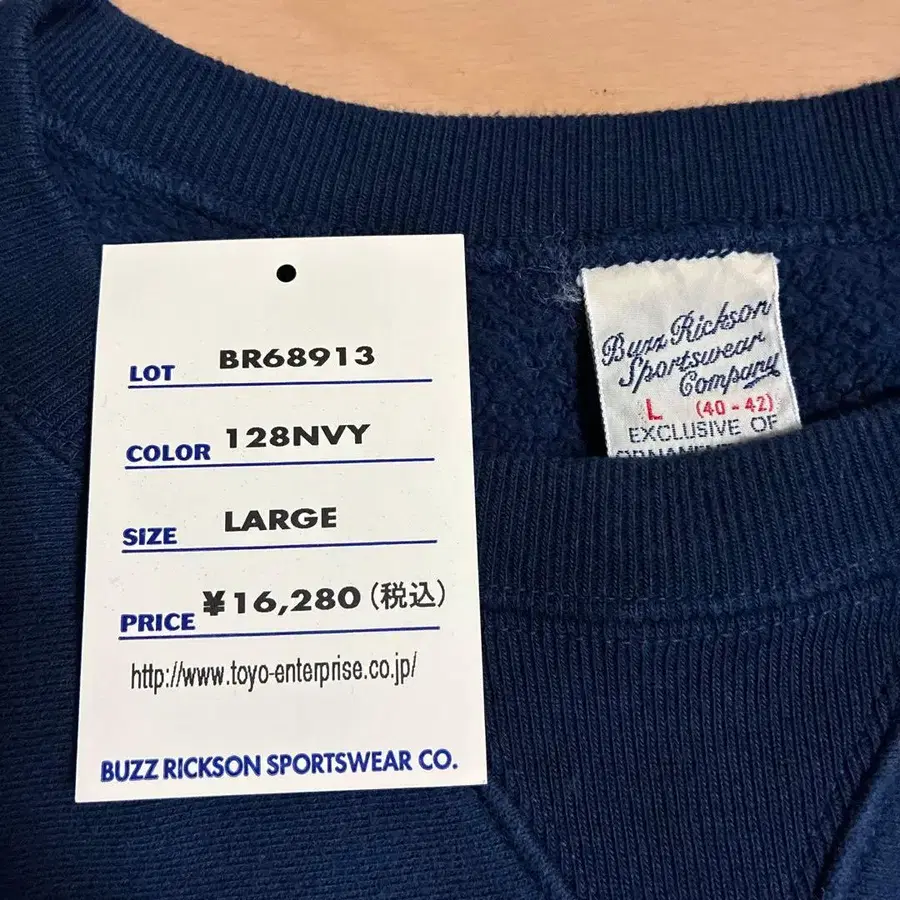 LOT BR68913
COLOR 128NVY
SIZE LARGE
PRICE ¥16,280(税込)
http://www.toyo-enterprise.co.jp/
BUZZ RICKSON SPORTSWEAR CO.
Buzz Rickson
Sportswear
Company
L (40-42)
EXCLUSIVE OF